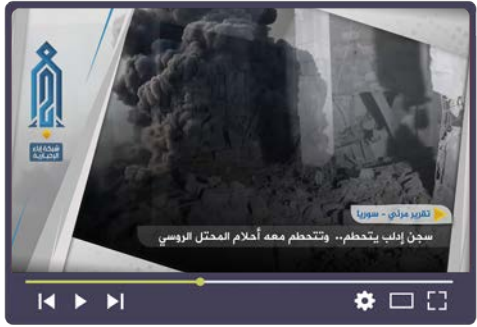 شبكة إباء
الإخبارية
تقرير مرئي - سوريا
سجن إدلب يتحطم.. وتتحطم معه أحلام المحتل الروسي